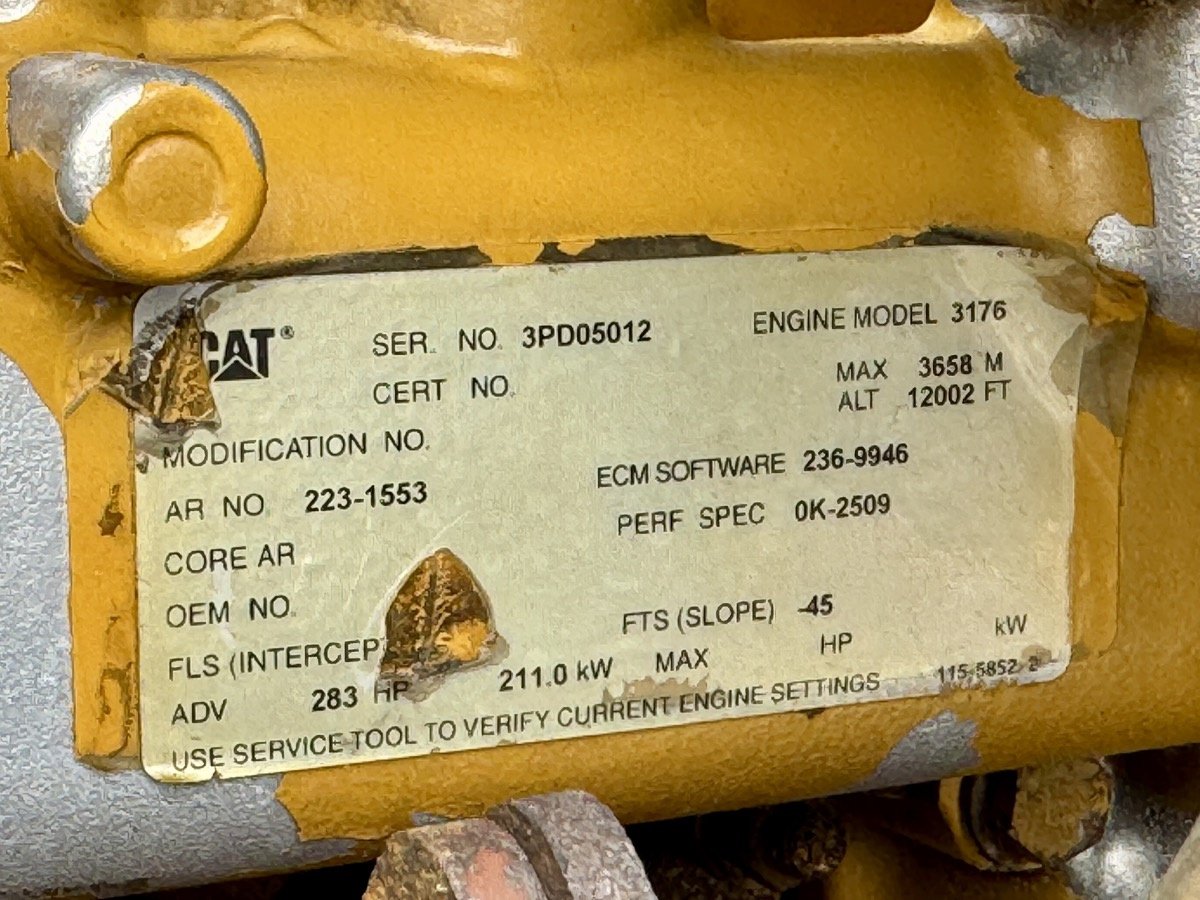 CAT® SER. NO. 3PD05012 ENGINE MODEL 3176
CERT NO. MAX 3658 M
ALT 12002 FT
MODIFICATION NO.
ECM SOFTWARE 236-9946
AR NO 223-1553
PERF SPEC 0K-2509
CORE AR
OEM NO.
FTS (SLOPE) -45
FLS (INTERCEP
ADV 283 HP 211.0 kW MAX HP kW
USE SERVICE TOOL TO VERIFY CURRENT ENGINE SETTINGS 115-5852 2